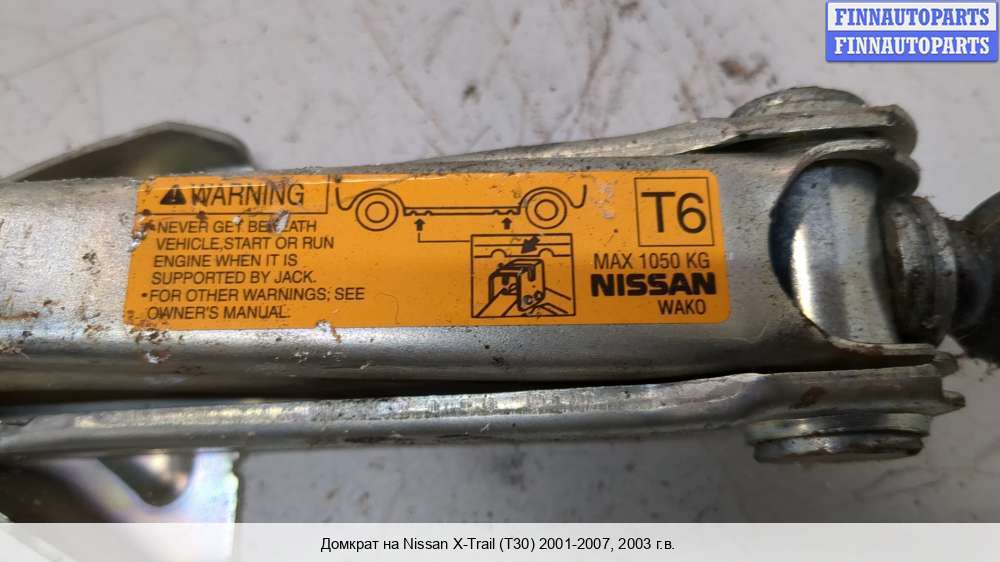 FINNAUTOPARTS
FINNAUTOPARTS
WARNING
•NEVER GET BENEATH
VEHICLE,START OR RUN
ENGINE WHEN IT IS
SUPPORTED BY JACK.
•FOR OTHER WARNINGS; SEE
OWNER'S MANUAL.
T6
MAX 1050 KG
NISSAN
WAKO
Домкрат на Nissan X-Trail (T30) 2001-2007, 2003 г.в.